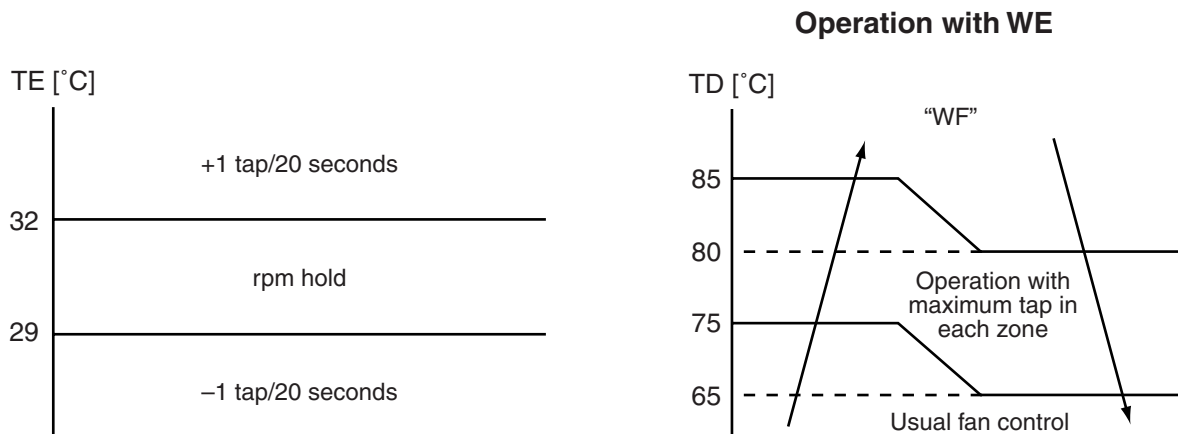 TE [˚C]
+1 tap/20 seconds
32
rpm hold
29
–1 tap/20 seconds
Operation with WE
TD [˚C]
“WF”
85
80
Operation with
maximum tap in
each zone
75
65
Usual fan control